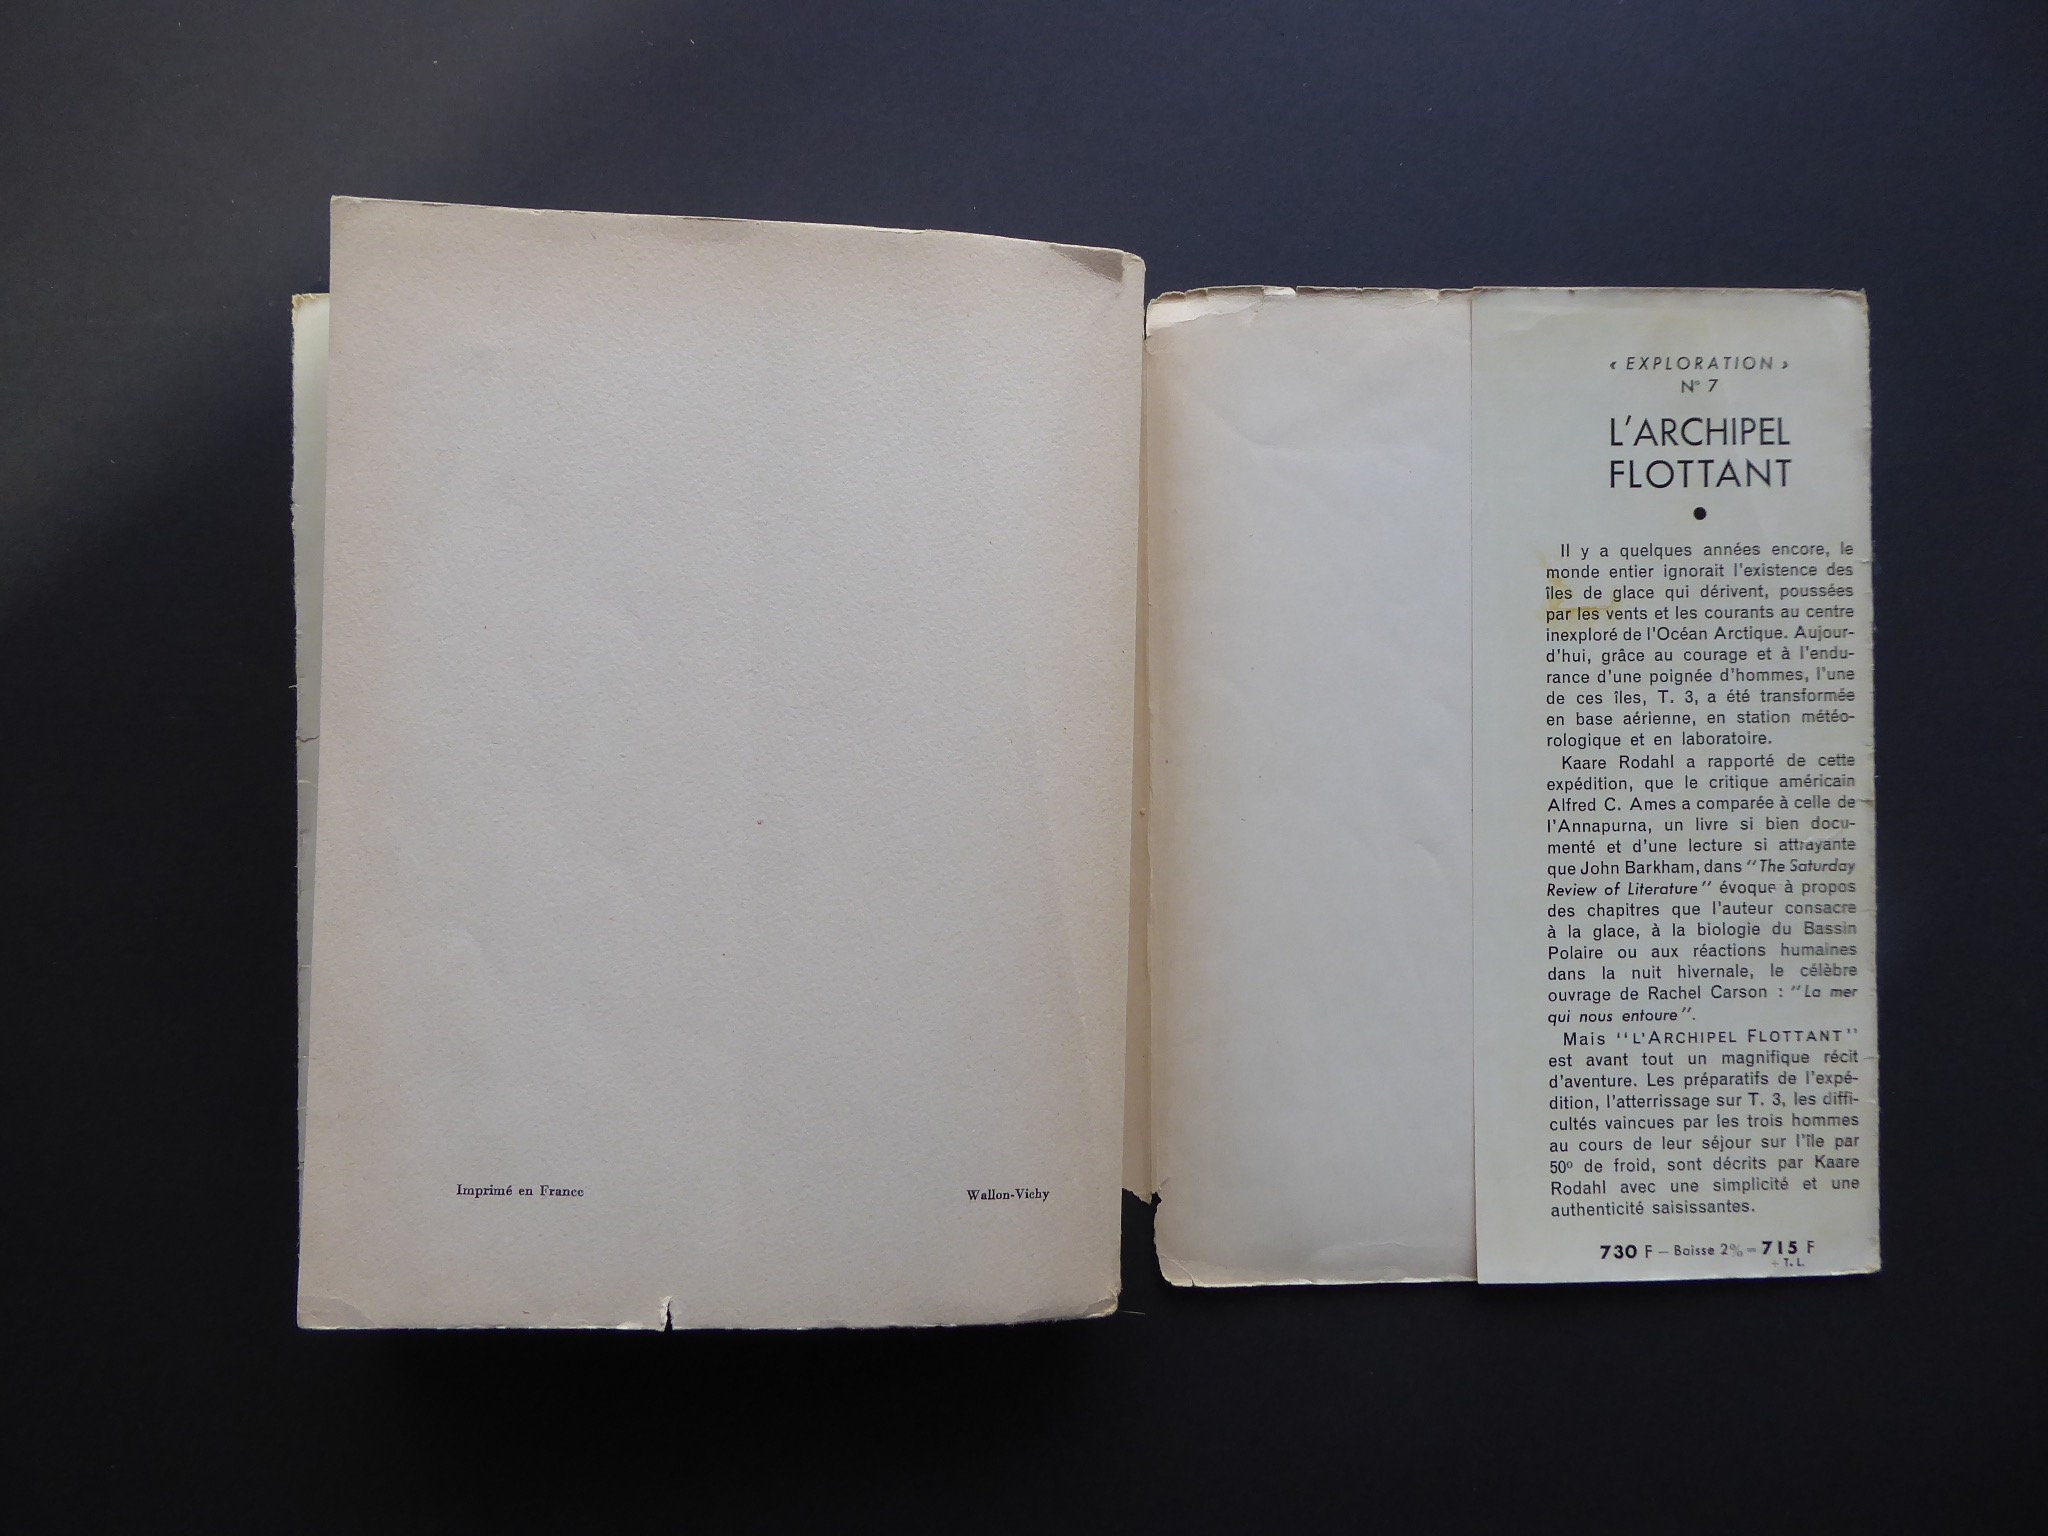 Imprimé en France
Wallon-Vichy
« EXPLORATION »
N° 7
L'ARCHIPEL
FLOTTANT
Il y a quelques années encore, le
monde entier ignorait l'existence des
îles de glace qui dérivent, poussées
par les vents et les courants au centre
inexploré de l'Océan Arctique. Aujour-
d'hui, grâce au courage et à l'endu-
rance d'une poignée d'hommes, l'une
de ces îles, T. 3, a été transformée
en base aérienne, en station météo-
rologique et en laboratoire.
Kaare Rodahl a rapporté de cette
expédition, que le critique américain
Alfred C. Ames a comparée à celle de
l'Annapurna, un livre si bien docu-
menté et d'une lecture si attrayante
que John Barkham, dans "The Saturday
Review of Literature" évoque à propos
des chapitres que l'auteur consacre
à la glace, à la biologie du Bassin
Polaire ou aux réactions humaines
dans la nuit hivernale, le célèbre
ouvrage de Rachel Carson : "La mer
qui nous entoure".
Mais "L'ARCHIPEL FLOTTANT"
est avant tout un magnifique récit
d'aventure. Les préparatifs de l'expé-
dition, l'atterrissage sur T. 3, les diffi-
cultés vaincues par les trois hommes
au cours de leur séjour sur l'île par
50° de froid, sont décrits par Kaare
Rodahl avec une simplicité et une
authenticité saisissantes.
730 F — Baisse 2% = 715 F
+ T. L.